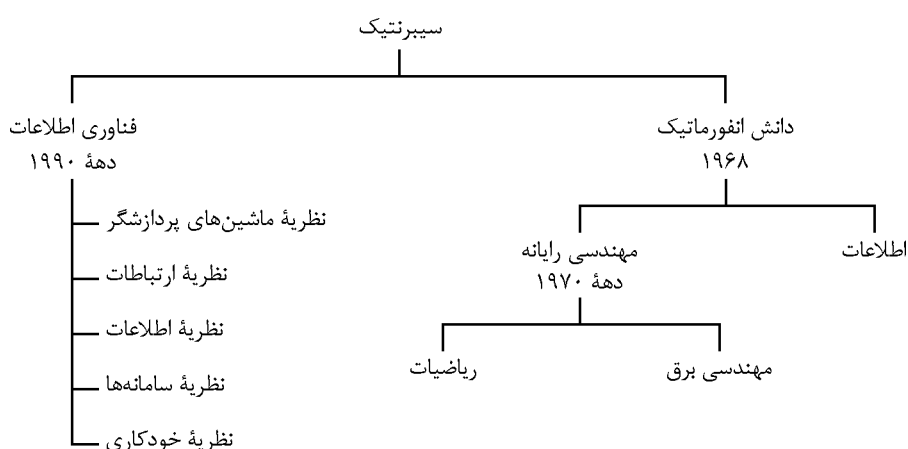 سیبرنتیک
دانش انفورماتیک
۱۹۶۸
فناوری اطلاعات
دههٔ ۱۹۹۰
اطلاعات
مهندسی رایانه
دههٔ ۱۹۷۰
مهندسی برق
ریاضیات
نظریهٔ ماشین‌های پردازشگر
نظریهٔ ارتباطات
نظریهٔ اطلاعات
نظریهٔ سامانه‌ها
نظریهٔ خودکاری